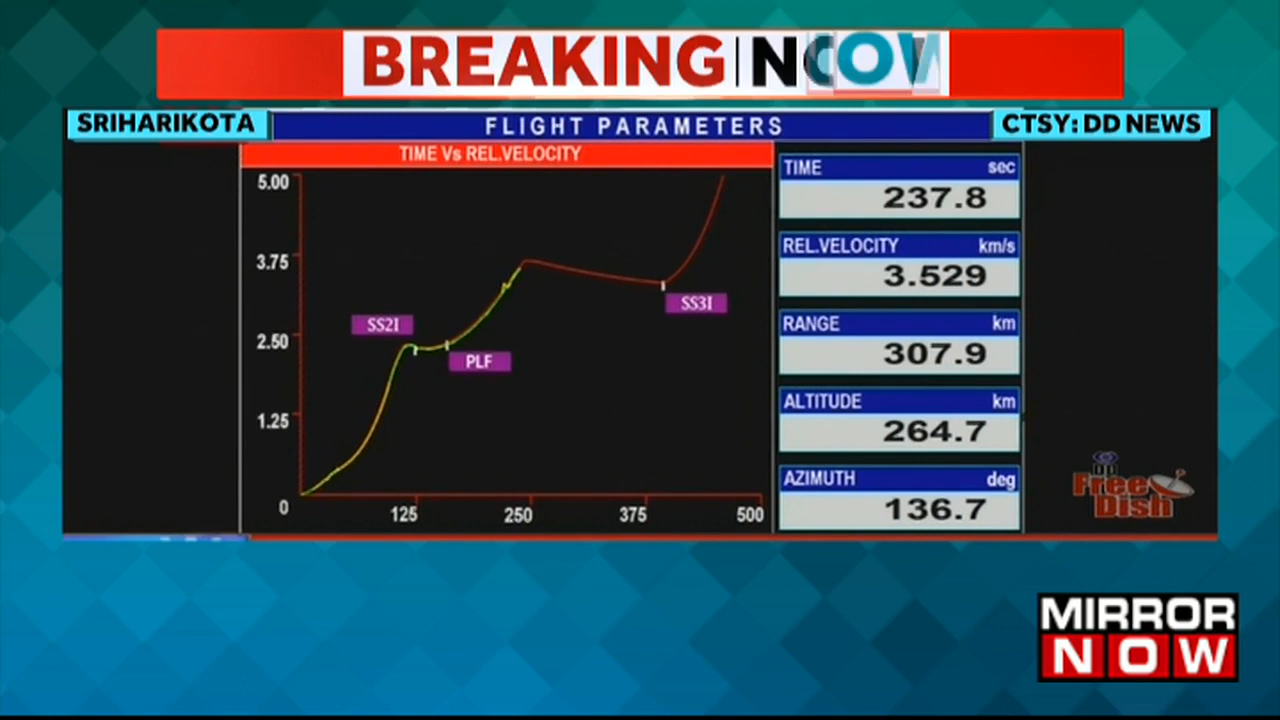 BREAKING NOW
SRIHARIKOTA
FLIGHT PARAMETERS
CTSY: DD NEWS
TIME Vs REL.VELOCITY
5.00
3.75
2.50
1.25
0
125
250
375
500
SS2I
PLF
SS3I
TIME sec
237.8
REL.VELOCITY km/s
3.529
RANGE km
307.9
ALTITUDE km
264.7
AZIMUTH deg
136.7
DD
Free
Dish
MIRROR
NOW